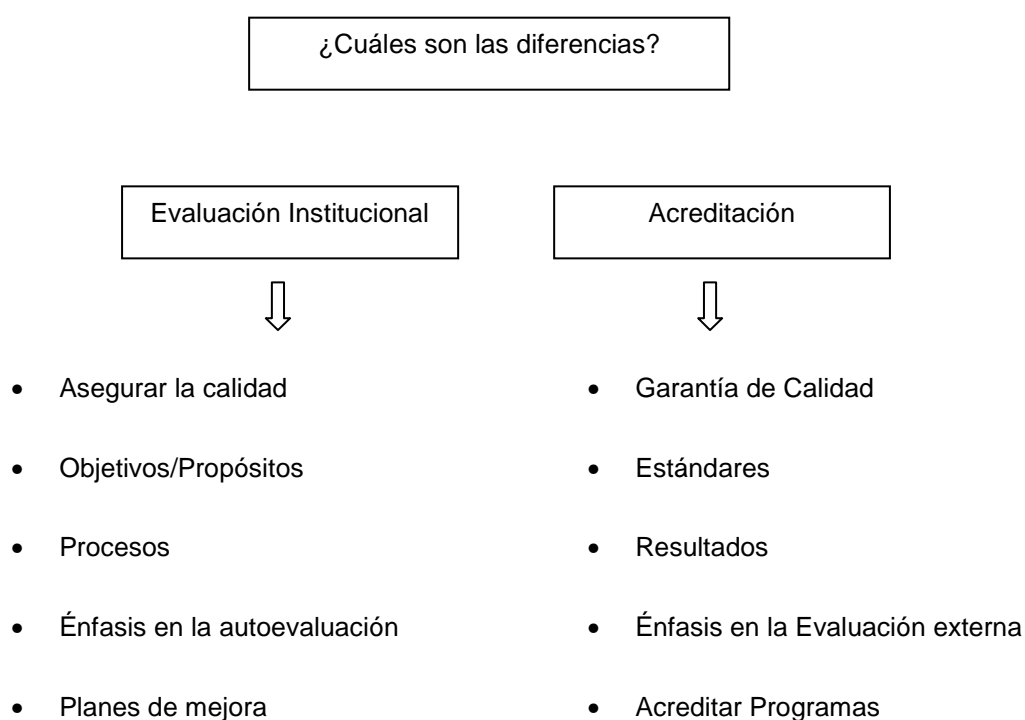 ¿Cuáles son las diferencias?
Evaluación Institucional
Acreditación
• Asegurar la calidad
• Objetivos/Propósitos
• Procesos
• Énfasis en la autoevaluación
• Planes de mejora
• Garantía de Calidad
• Estándares
• Resultados
• Énfasis en la Evaluación externa
• Acreditar Programas